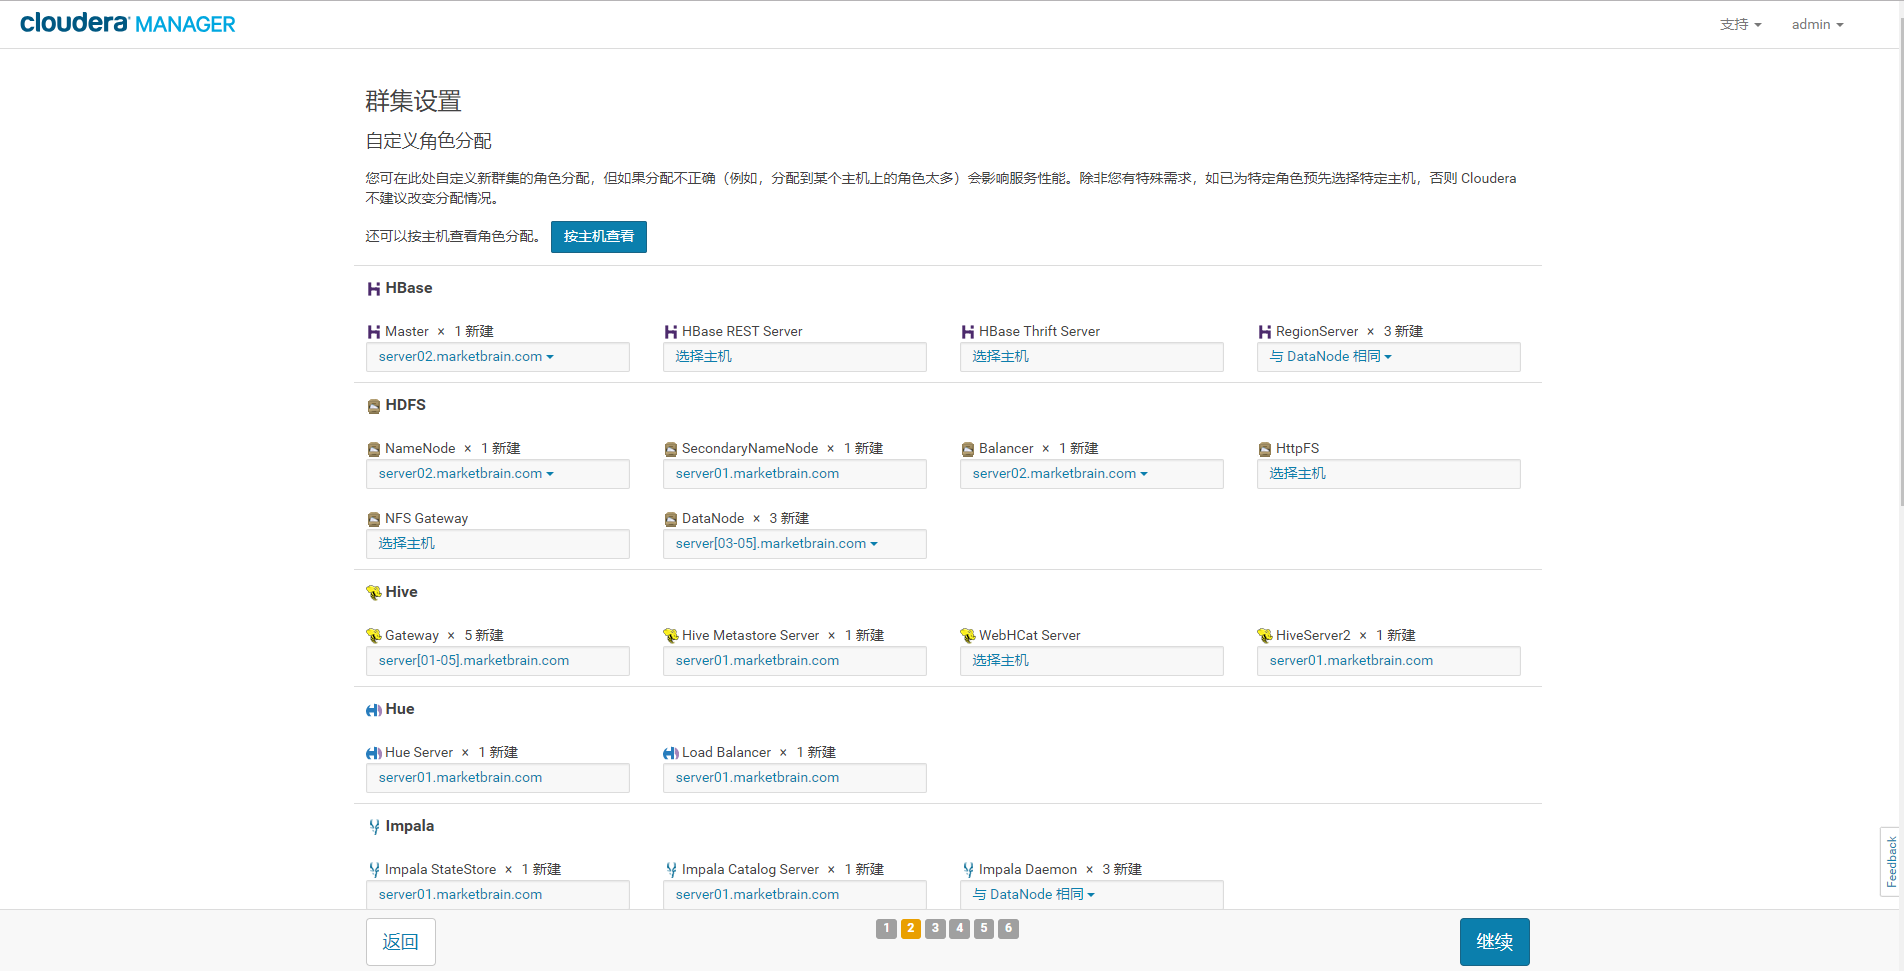 cloudera MANAGER
支持 admin
群集设置
自定义角色分配
您可在此处自定义新群集的角色分配，但如果分配不正确（例如，分配到某个主机上的角色太多）会影响服务性能。除非您有特殊需求，如已为特定角色预先选择特定主机，否则 Cloudera
不建议改变分配情况。
还可以按主机查看角色分配。 按主机查看
HBase
Master × 1 新建 HBase REST Server HBase Thrift Server RegionServer × 3 新建
server02.marketbrain.com 选择主机 选择主机 与 DataNode 相同
HDFS
NameNode × 1 新建 SecondaryNameNode × 1 新建 Balancer × 1 新建 HttpFS
server02.marketbrain.com server01.marketbrain.com server02.marketbrain.com 选择主机
NFS Gateway DataNode × 3 新建
选择主机 server[03-05].marketbrain.com
Hive
Gateway × 5 新建 Hive Metastore Server × 1 新建 WebHCat Server HiveServer2 × 1 新建
server[01-05].marketbrain.com server01.marketbrain.com 选择主机 server01.marketbrain.com
Hue
Hue Server × 1 新建 Load Balancer × 1 新建
server01.marketbrain.com server01.marketbrain.com
Impala
Impala StateStore × 1 新建 Impala Catalog Server × 1 新建 Impala Daemon × 3 新建
server01.marketbrain.com server01.marketbrain.com 与 DataNode 相同
Feedback
返回 1 2 3 4 5 6 继续